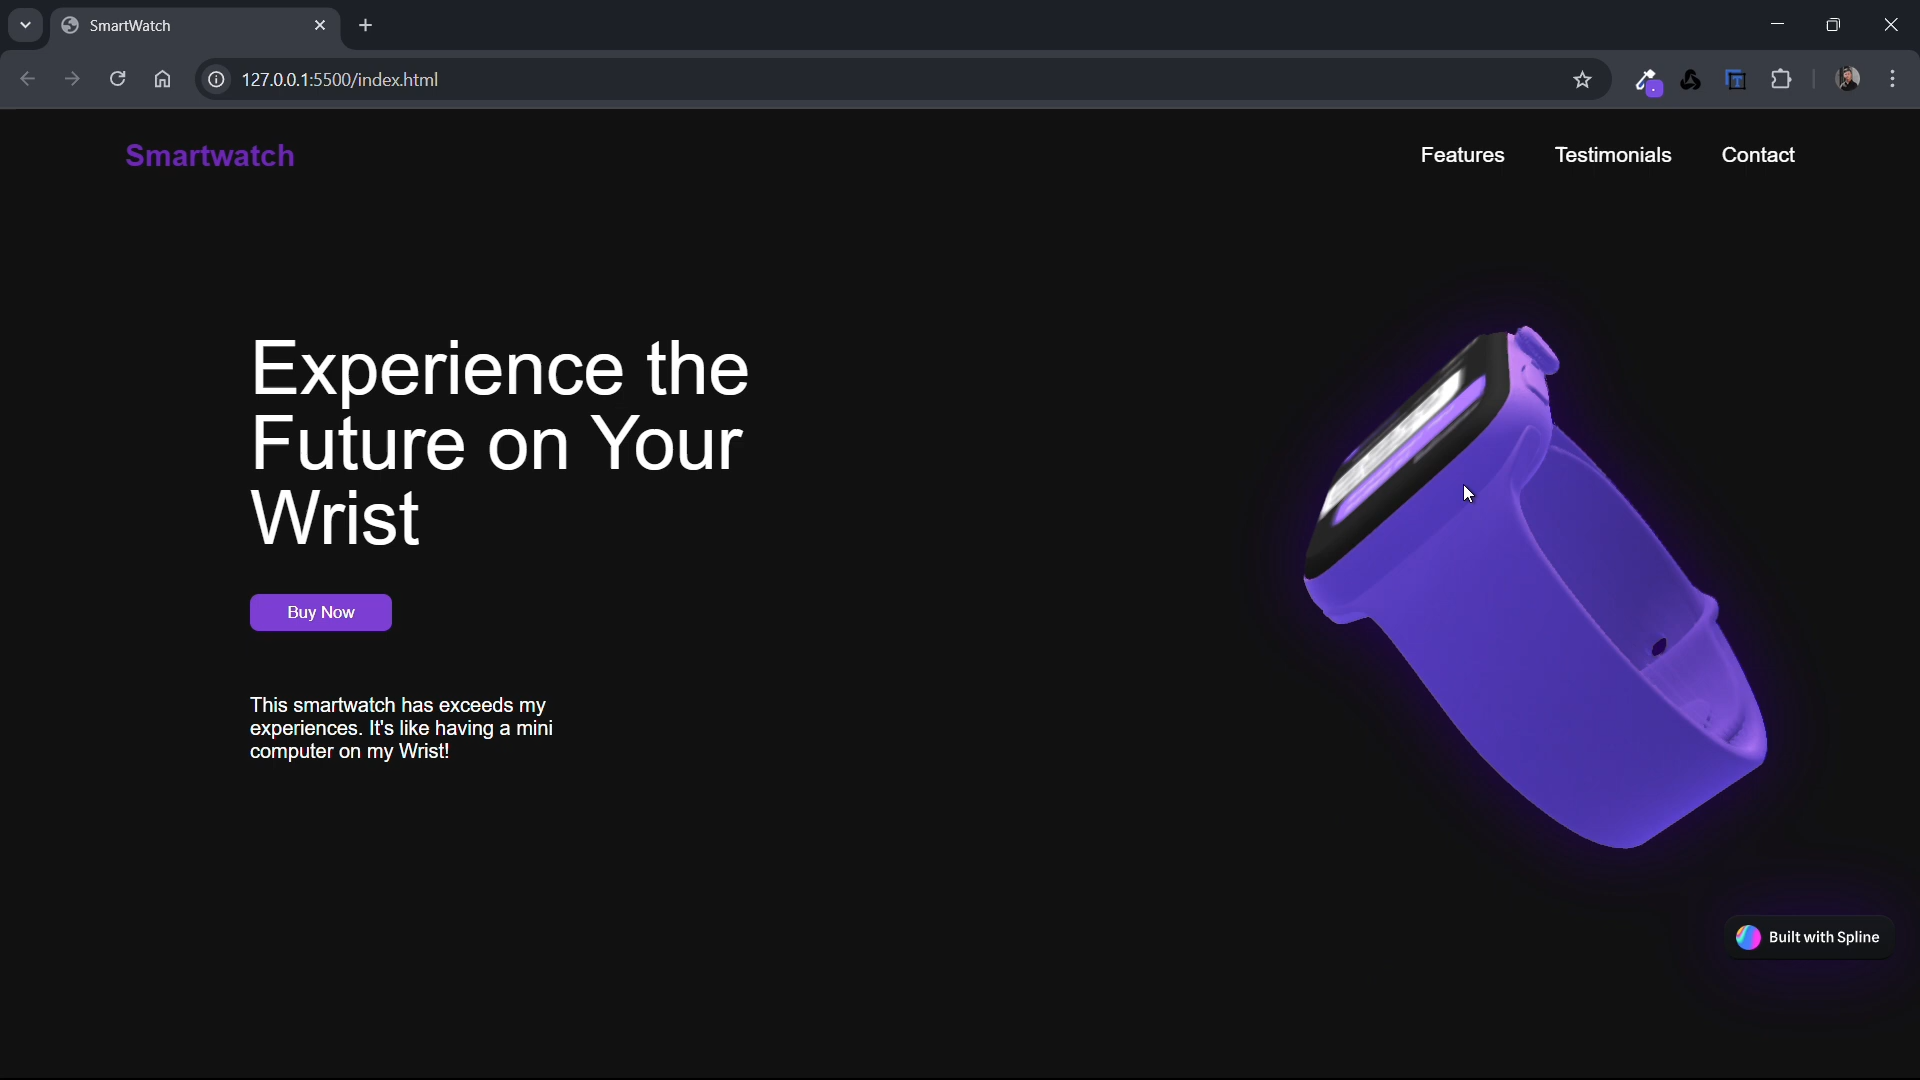 SmartWatch
127.0.0.1:5500/index.html
Smartwatch
Features
Testimonials
Contact
Experience the
Future on Your
Wrist
Buy Now
This smartwatch has exceeds my
experiences. It's like having a mini
computer on my Wrist!
Built with Spline